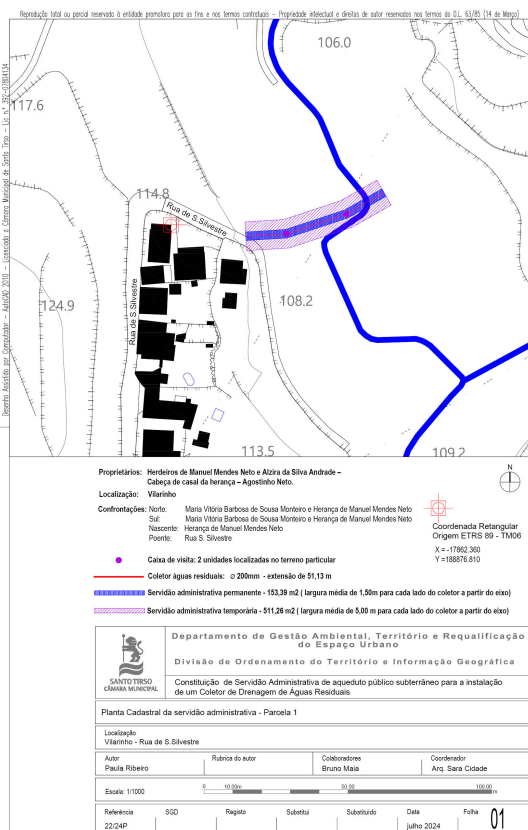 Reprodução total ou parcial reservada à entidade promotora para os fins e nos termos contratuais – Propriedade intelectual e direitos de autor reservados nos termos do D.L. 63/85 (14 de Março)
Desenho Assistido por Computador – AutoCAD 2010 – Licenciado a Câmara Municipal de Santo Tirso – Lic n.º 392-07804134
106.0
117.6
114.8
Rua de S.Silvestre
124.9
Rua de S.Silvestre
108.2
113.5
109.2
Proprietários: Herdeiros de Manuel Mendes Neto e Alzira da Silva Andrade –
Cabeça de casal da herança – Agostinho Neto.
Localização: Vilarinho
Confrontações: Norte: Maria Vitória Barbosa de Sousa Monteiro e Herança de Manuel Mendes Neto
Sul: Maria Vitória Barbosa de Sousa Monteiro e Herança de Manuel Mendes Neto
Nascente: Herança de Manuel Mendes Neto
Poente: Rua S. Silvestre
N
Coordenada Retangular
Origem ETRS 89 - TM06
X = -17862.360
Y =188876.810
Caixa de visita: 2 unidades localizadas no terreno particular
Coletor águas residuais: ⌀ 200mm - extensão de 51,13 m
Servidão administrativa permanente - 153,39 m2 ( largura média de 1,50m para cada lado do coletor a partir do eixo)
Servidão administrativa temporária - 511,26 m2 ( largura média de 5,00 m para cada lado do coletor a partir do eixo)
SANTO TIRSO
CÂMARA MUNICIPAL
Departamento de Gestão Ambiental, Território e Requalificação
do Espaço Urbano
Divisão de Ordenamento do Território e Informação Geográfica
Constituição de Servidão Administrativa de aqueduto público subterrâneo para a instalação
de um Coletor de Drenagem de Águas Residuais
Planta Cadastral da servidão administrativa - Parcela 1
Localização
Vilarinho - Rua de S.Silvestre
Autor Rubrica do autor Colaboradores Coordenador
Paula Ribeiro Bruno Maia Arq. Sara Cidade
Escala: 1/1000 0 10.00m 50.00 100.00 m
Referência SGD Registo Substitui Substituído Data Folha 01
22/24P julho 2024